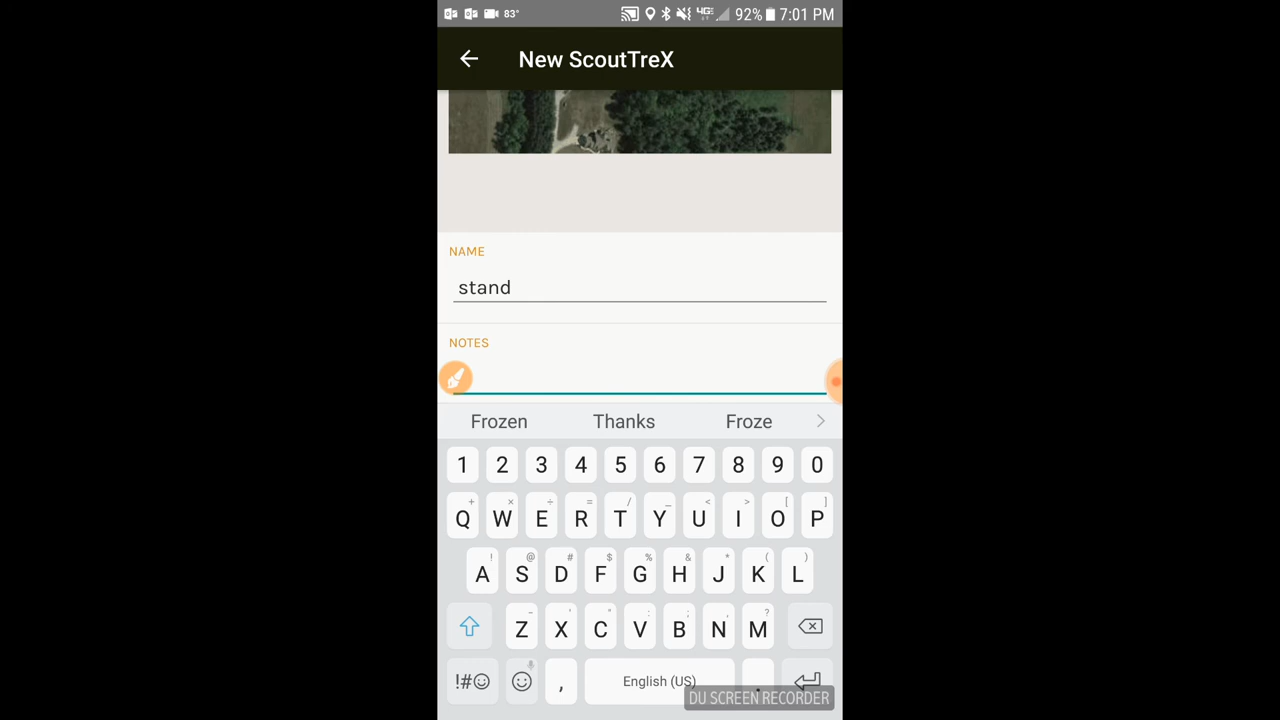 83° 4G 92% 7:01 PM
New ScoutTreX
NAME
stand
NOTES
Frozen Thanks Froze
1 2 3 4 5 6 7 8 9 0
+ × ÷ = / _ < > [ ]
Q W E R T Y U I O P
! @ # $ % & * ( )
A S D F G H J K L
- ' " : ; , ?
Z X C V B N M
!#☺ , English (US) .
DU SCREEN RECORDER